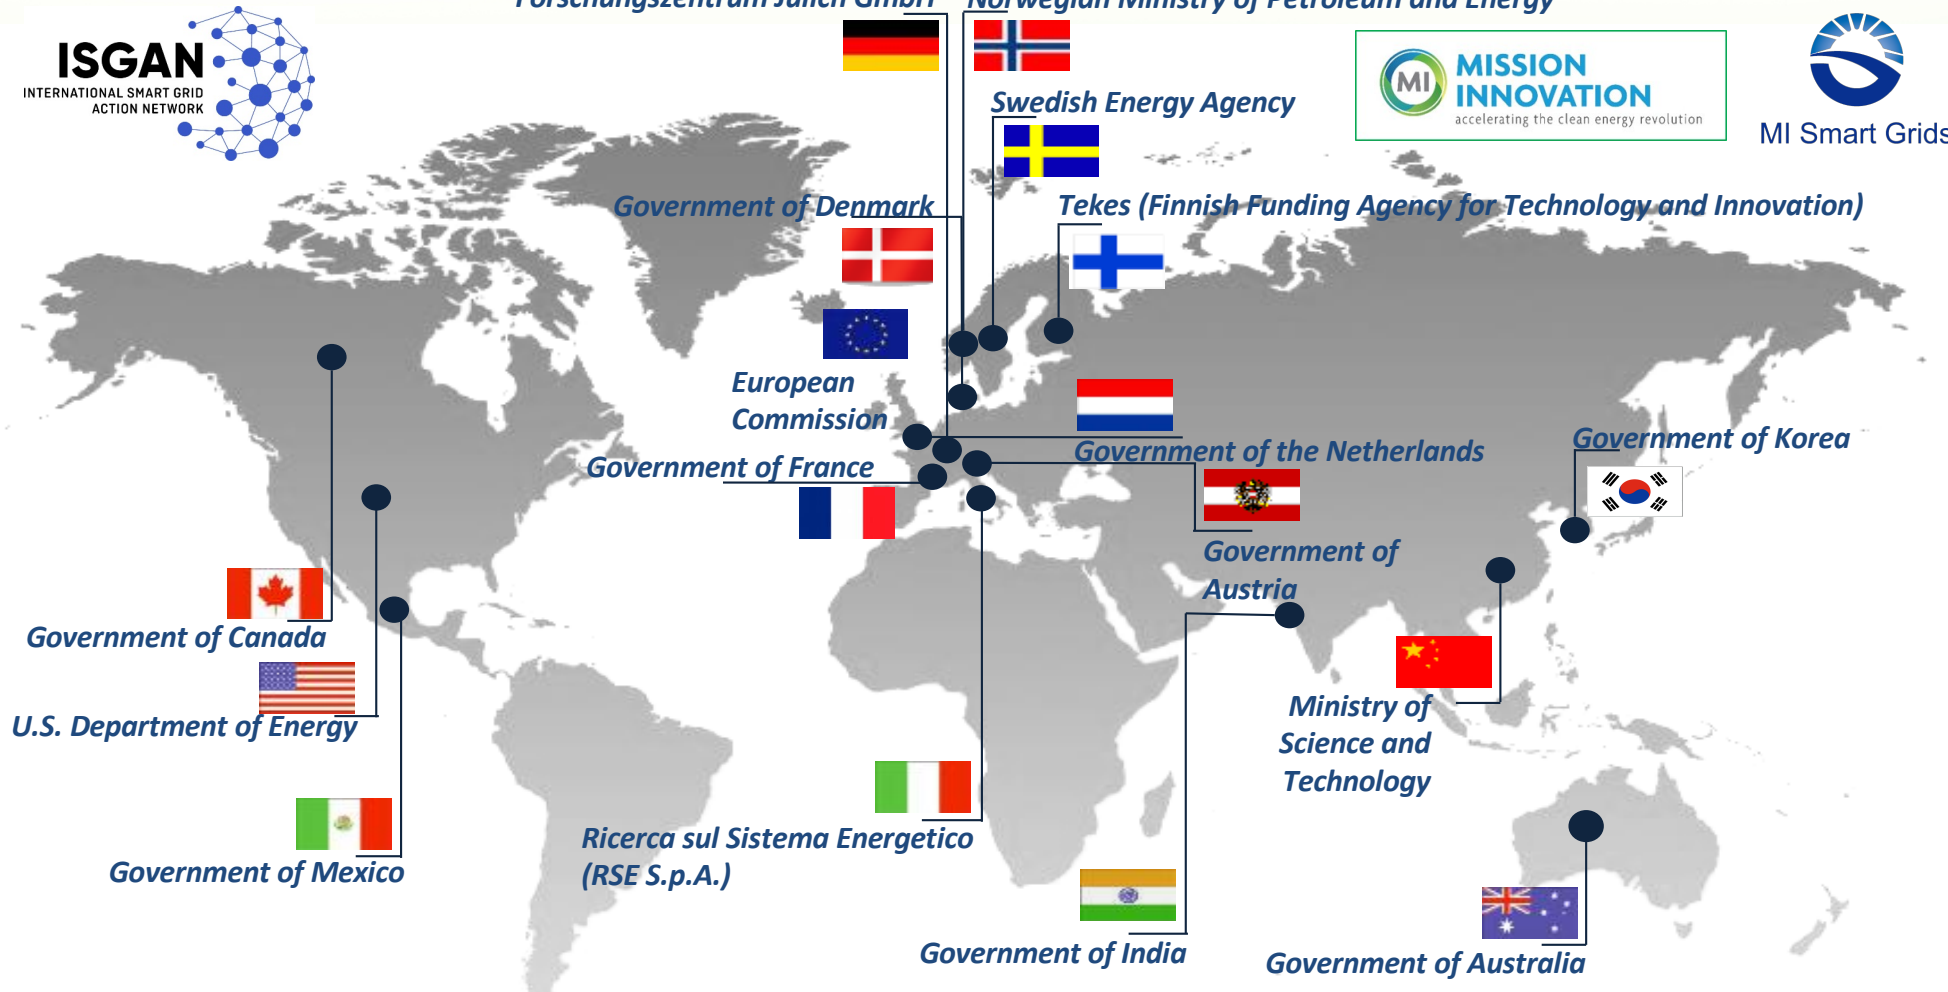 Forschungszentrum Jülich GmbH
Norwegian Ministry of Petroleum and Energy
ISGAN
INTERNATIONAL SMART GRID
ACTION NETWORK
MI
MISSION
INNOVATION
accelerating the clean energy revolution
MI Smart Grids
Swedish Energy Agency
Government of Denmark
Tekes (Finnish Funding Agency for Technology and Innovation)
European
Commission
Government of the Netherlands
Government of Korea
Government of France
Government of
Austria
Government of Canada
U.S. Department of Energy
Ministry of
Science and
Technology
Ricerca sul Sistema Energetico
(RSE S.p.A.)
Government of Mexico
Government of India
Government of Australia